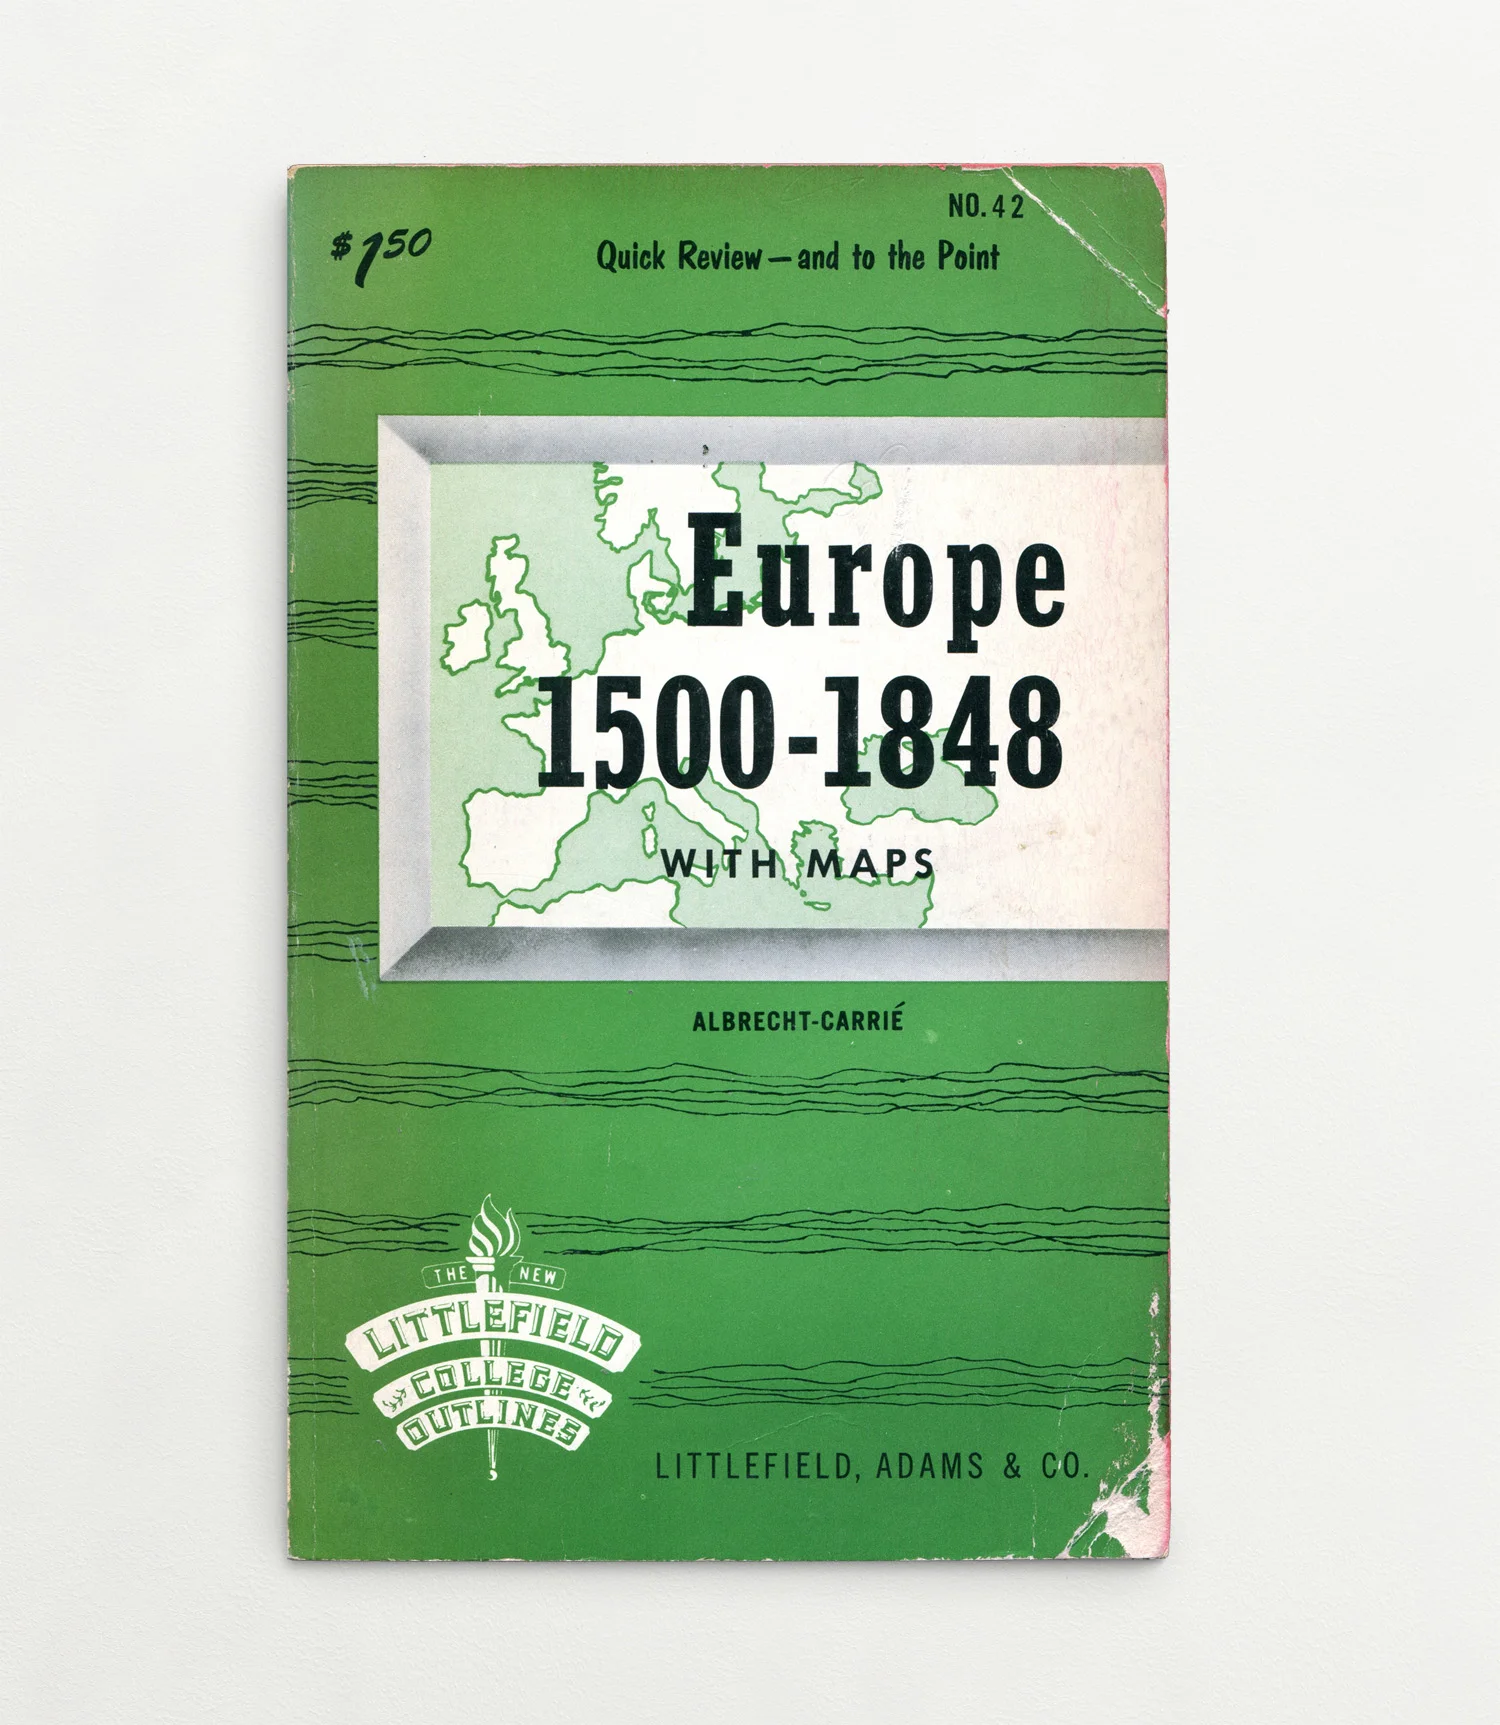 NO. 42
$1.50
Quick Review — and to the Point
Europe
1500-1848
WITH MAPS
ALBRECHT-CARRIÉ
THE NEW
LITTLEFIELD
COLLEGE
OUTLINES
LITTLEFIELD, ADAMS & CO.